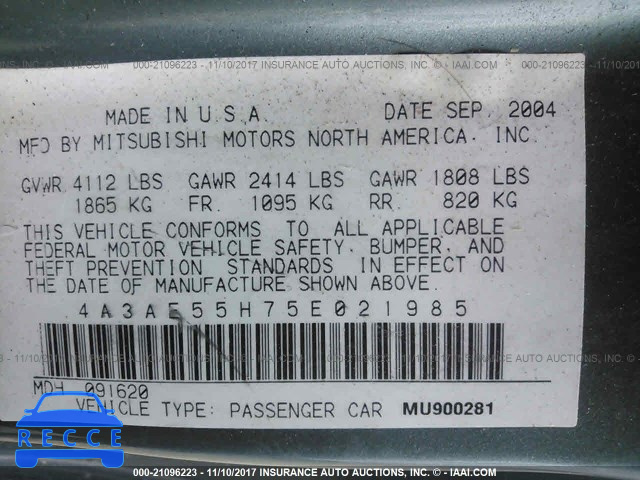 000-21096223 - 11/10/2017 INSURANCE AUTO AUCTIONS - © IAAI.COM
MADE IN U.S.A. DATE SEP. 2004
MFD BY MITSUBISHI MOTORS NORTH AMERICA. INC.
GVWR 4112 LBS GAWR 2414 LBS GAWR 1808 LBS
1865 KG FR. 1095 KG RR. 820 KG
THIS VEHICLE CONFORMS TO ALL APPLICABLE
FEDERAL MOTOR VEHICLE SAFETY, BUMPER, AND
THEFT PREVENTION STANDARDS IN EFFECT ON
THE DATE OF MANUFACTURE SHOWN ABOVE.
4A3AE55H75E021985
MDH 091620
VEHICLE TYPE: PASSENGER CAR MU900281
RECCE
000-21096223 - 11/10/2017 INSURANCE AUTO AUCTIONS - © IAAI.COM